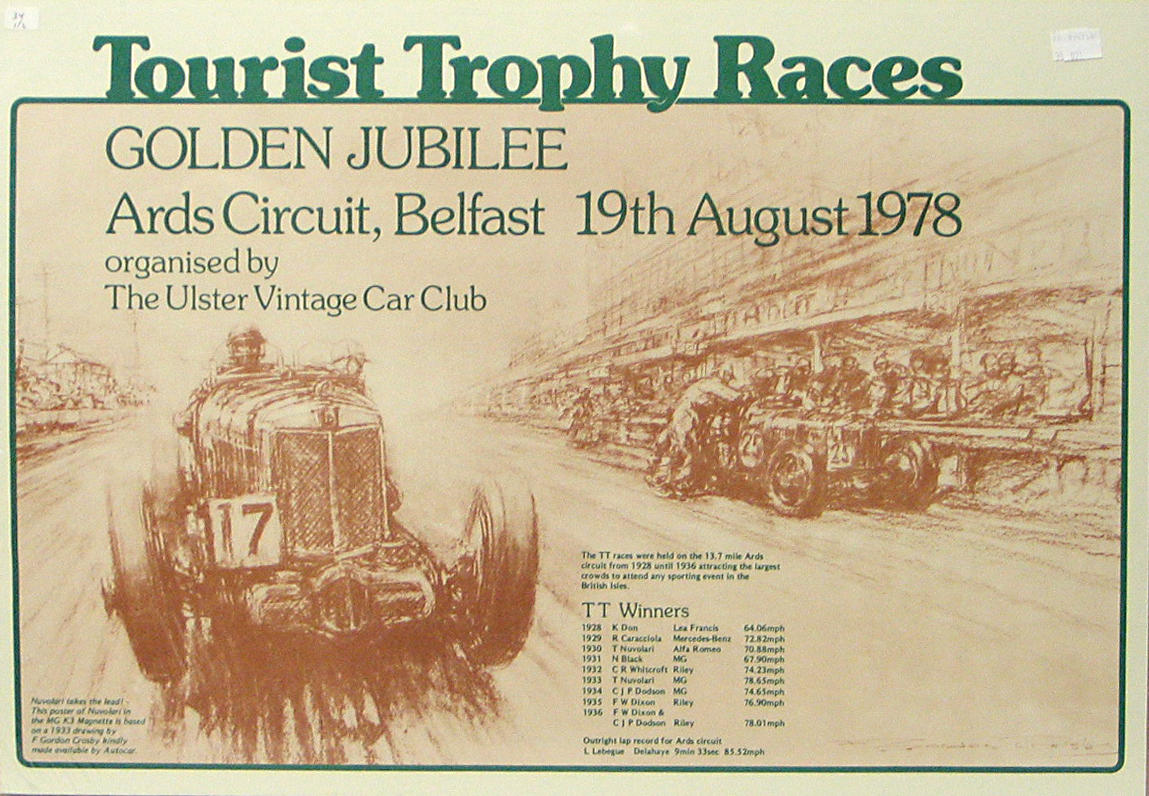 34
Tourist Trophy Races
GOLDEN JUBILEE
Ards Circuit, Belfast 19th August 1978
organised by
The Ulster Vintage Car Club
17
The TT races were held on the 13.7 mile Ards
circuit from 1928 until 1936 attracting the largest
crowds to attend any sporting event in the
British Isles.
TT Winners
1928 K Don Lea Francis 64.06mph
1929 R Caracciola Mercedes-Benz 72.82mph
1930 T Nuvolari Alfa Romeo 70.88mph
1931 N Black MG 67.90mph
1932 C R Whitcroft Riley 74.23mph
1933 T Nuvolari MG 78.65mph
1934 C J P Dodson MG 74.65mph
1935 F W Dixon Riley 76.90mph
1936 F W Dixon &
C J P Dodson Riley 78.01mph
Outright lap record for Ards circuit
L Lebegue Delahaye 9min 33sec 85.52mph
Nuvolari takes the lead! -
This poster of Nuvolari in
the MG K3 Magnette is based
on a 1933 drawing by
F Gordon Crosby kindly
made available by Autocar.